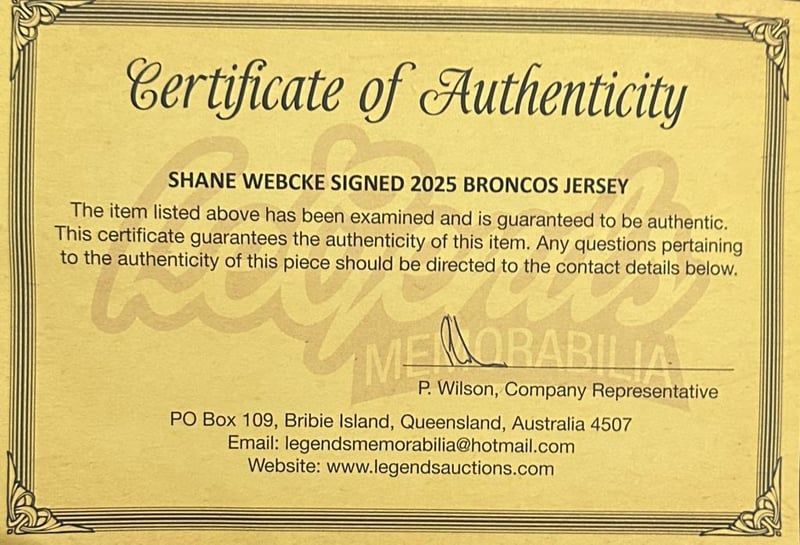 Certificate of Authenticity
SHANE WEBCKE SIGNED 2025 BRONCOS JERSEY
The item listed above has been examined and is guaranteed to be authentic.
This certificate guarantees the authenticity of this item. Any questions pertaining
to the authenticity of this piece should be directed to the contact details below.
Legends
MEMORABILIA
P. Wilson, Company Representative
PO Box 109, Bribie Island, Queensland, Australia 4507
Email: legendsmemorabilia@hotmail.com
Website: www.legendsauctions.com